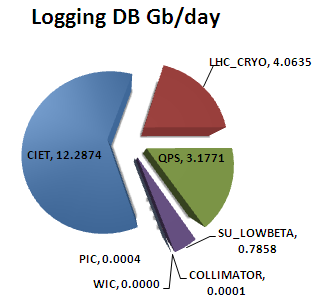 Logging DB Gb/day
LHC_CRYO, 4.0635
CIET, 12.2874
QPS, 3.1771
SU_LOWBETA,
0.7858
PIC, 0.0004
WIC, 0.0000
COLLIMATOR,
0.0001